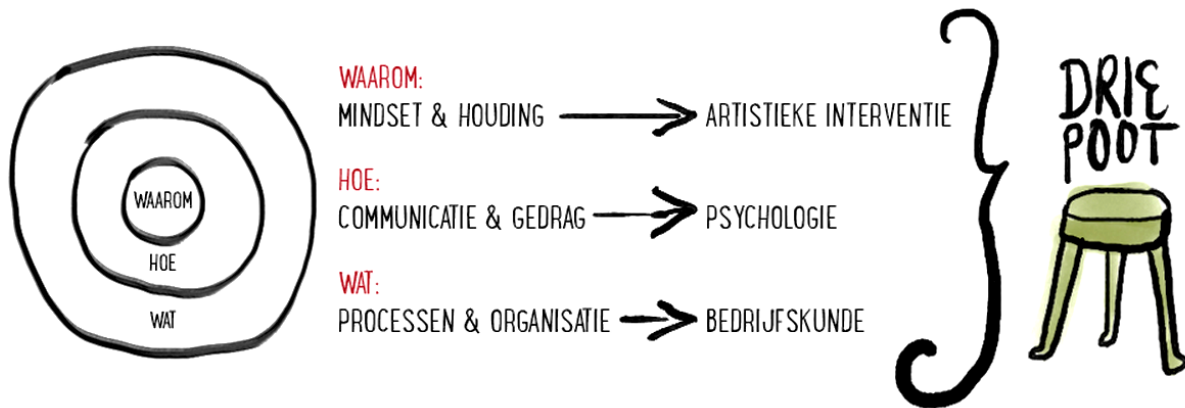 WAAROM
HOE
WAT
WAAROM:
MINDSET & HOUDING
ARTISTIEKE INTERVENTIE
HOE:
COMMUNICATIE & GEDRAG
PSYCHOLOGIE
WAT:
PROCESSEN & ORGANISATIE
BEDRIJFSKUNDE
DRIE
POOT